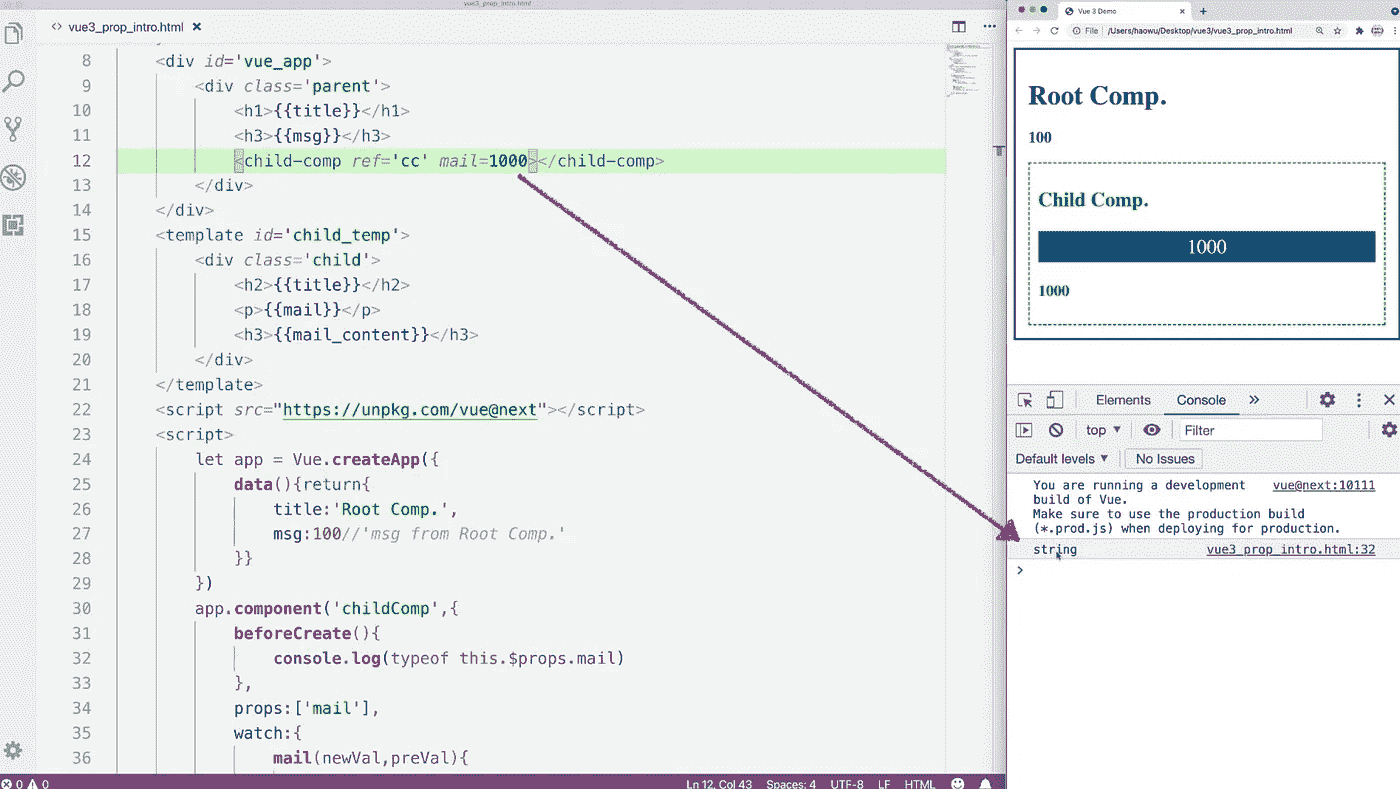 vue3_prop_intro.html
<> vue3_prop_intro.html ×
8 <div id='vue_app'>
9 <div class='parent'>
10 <h1>{{title}}</h1>
11 <h3>{{msg}}</h3>
12 <child-comp ref='cc' mail=1000></child-comp>
13 </div>
14 </div>
15 <template id='child_temp'>
16 <div class='child'>
17 <h2>{{title}}</h2>
18 <p>{{mail}}</p>
19 <h3>{{mail_content}}</h3>
20 </div>
21 </template>
22 <script src="https://unpkg.com/vue@next"></script>
23 <script>
24 let app = Vue.createApp({
25 data(){return{
26 title:'Root Comp.',
27 msg:100//'msg from Root Comp.'
28 }}
29 })
30 app.component('childComp',{
31 beforeCreate(){
32 console.log(typeof this.$props.mail)
33 },
34 props:['mail'],
35 watch:{
36 mail(newVal,preVal){
0 0 Ln 12, Col 43 Spaces: 4 UTF-8 LF HTML
Vue 3 Demo
File /Users/haowu/Desktop/vue3/vue3_prop_intro.html
Root Comp.
100
Child Comp.
1000
1000
Elements Console
top Filter
Default levels No Issues
You are running a development vue@next:10111
build of Vue.
Make sure to use the production build
(*.prod.js) when deploying for production.
string vue3_prop_intro.html:32